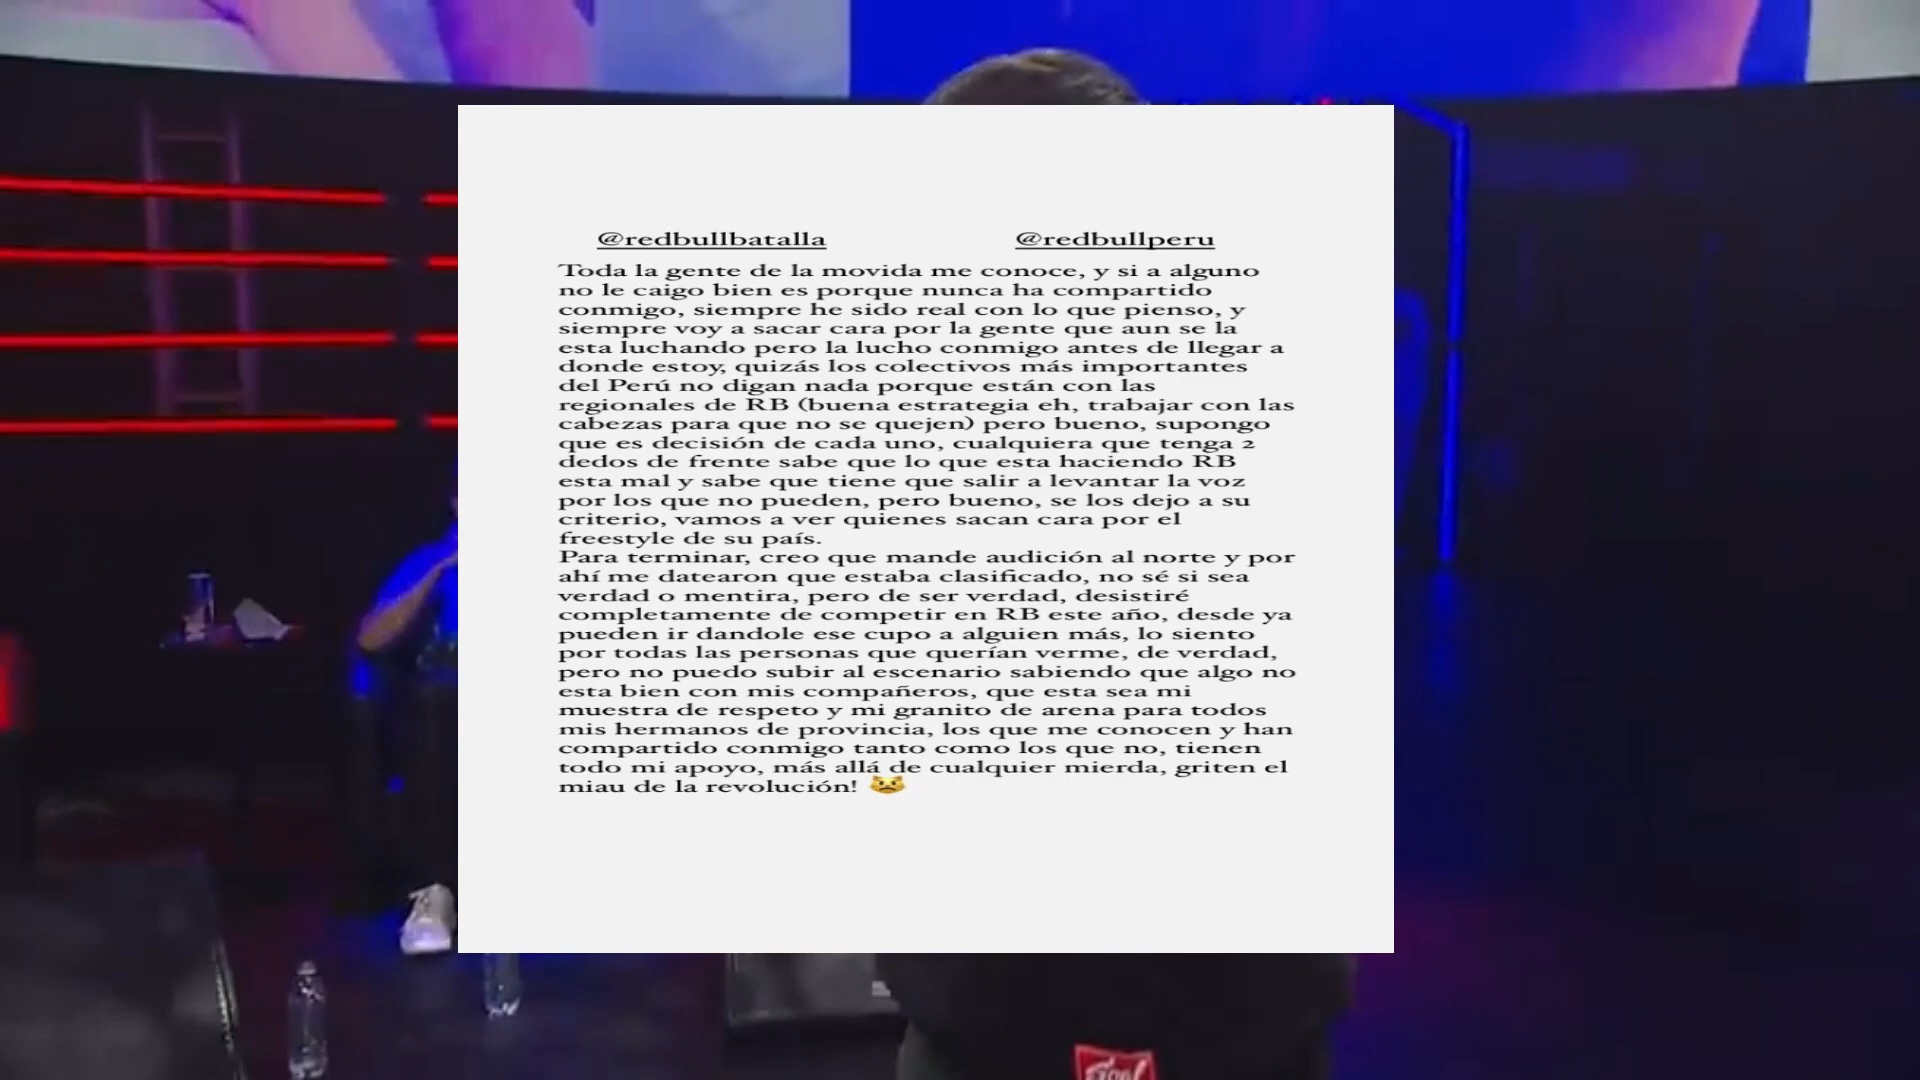 @redbullbatalla @redbullperu
Toda la gente de la movida me conoce, y si a alguno
no le caigo bien es porque nunca ha compartido
conmigo, siempre he sido real con lo que pienso, y
siempre voy a sacar cara por la gente que aun se la
esta luchando pero la lucho conmigo antes de llegar a
donde estoy, quizás los colectivos más importantes
del Perú no digan nada porque están con las
regionales de RB (buena estrategia eh, trabajar con las
cabezas para que no se quejen) pero bueno, supongo
que es decisión de cada uno, cualquiera que tenga 2
dedos de frente sabe que lo que esta haciendo RB
esta mal y sabe que tiene que salir a levantar la voz
por los que no pueden, pero bueno, se los dejo a su
criterio, vamos a ver quienes sacan cara por el
freestyle de su país.
Para terminar, creo que mande audición al norte y por
ahí me datearon que estaba clasificado, no sé si sea
verdad o mentira, pero de ser verdad, desistiré
completamente de competir en RB este año, desde ya
pueden ir dandole ese cupo a alguien más, lo siento
por todas las personas que querían verme, de verdad,
pero no puedo subir al escenario sabiendo que algo no
esta bien con mis compañeros, que esta sea mi
muestra de respeto y mi granito de arena para todos
mis hermanos de provincia, los que me conocen y han
compartido conmigo tanto como los que no, tienen
todo mi apoyo, más allá de cualquier mierda, griten el
miau de la revolución! 😾